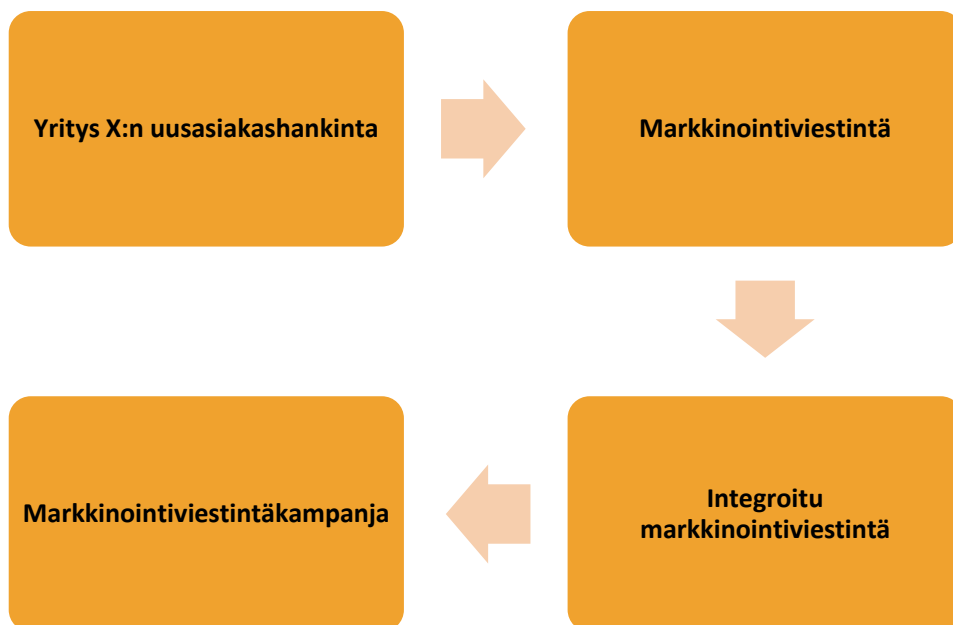 Yritys X:n uusasiakashankinta
Markkinointiviestintä
Integroitu
markkinointiviestintä
Markkinointiviestintäkampanja